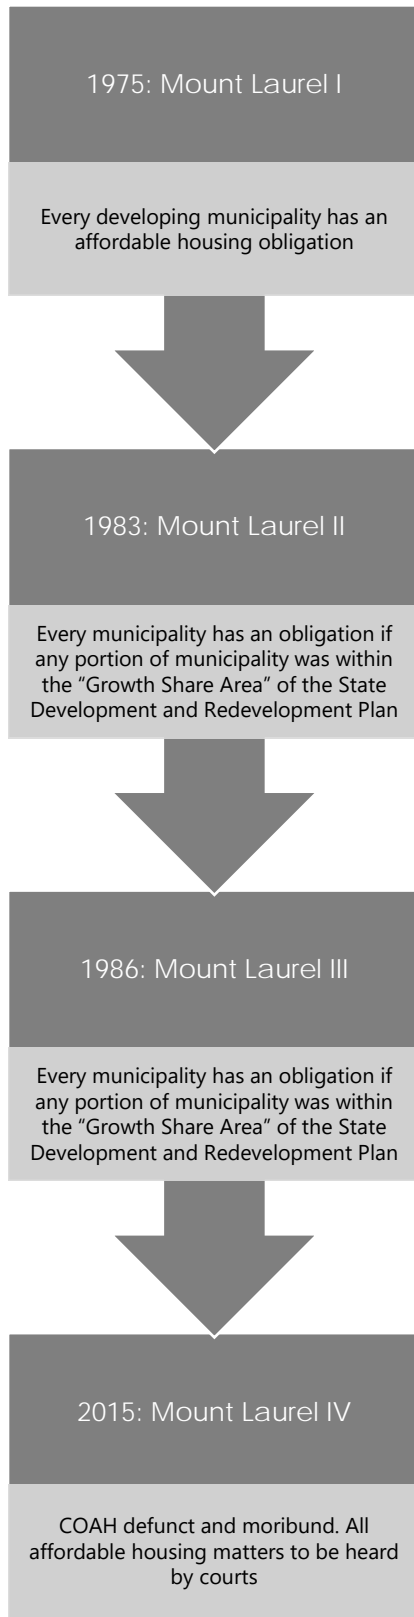 1975: Mount Laurel I
Every developing municipality has an
affordable housing obligation
1983: Mount Laurel II
Every municipality has an obligation if
any portion of municipality was within
the “Growth Share Area” of the State
Development and Redevelopment Plan
1986: Mount Laurel III
Every municipality has an obligation if
any portion of municipality was within
the “Growth Share Area” of the State
Development and Redevelopment Plan
2015: Mount Laurel IV
COAH defunct and moribund. All
affordable housing matters to be heard
by courts